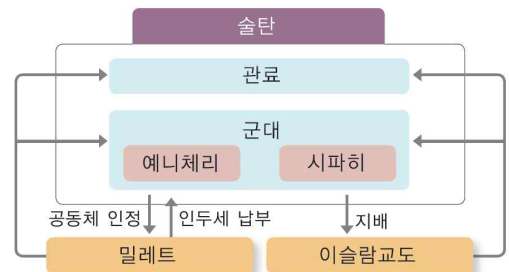 술탄
관료
군대
예니체리 시파히
공동체 인정 인두세 납부 지배
밀레트 이슬람교도